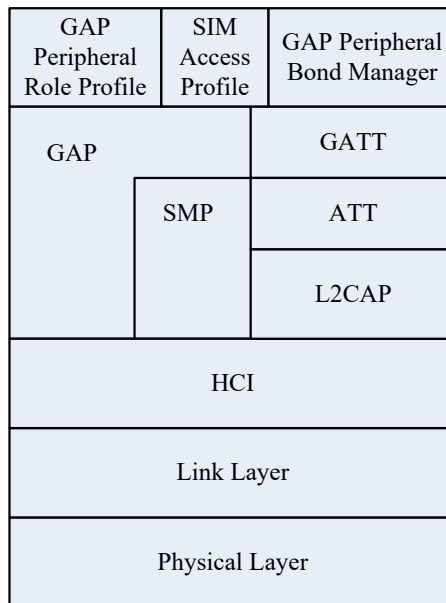 GAP
Peripheral
Role Profile
SIM
Access
Profile
GAP Peripheral
Bond Manager
GAP
GATT
SMP
ATT
L2CAP
HCI
Link Layer
Physical Layer